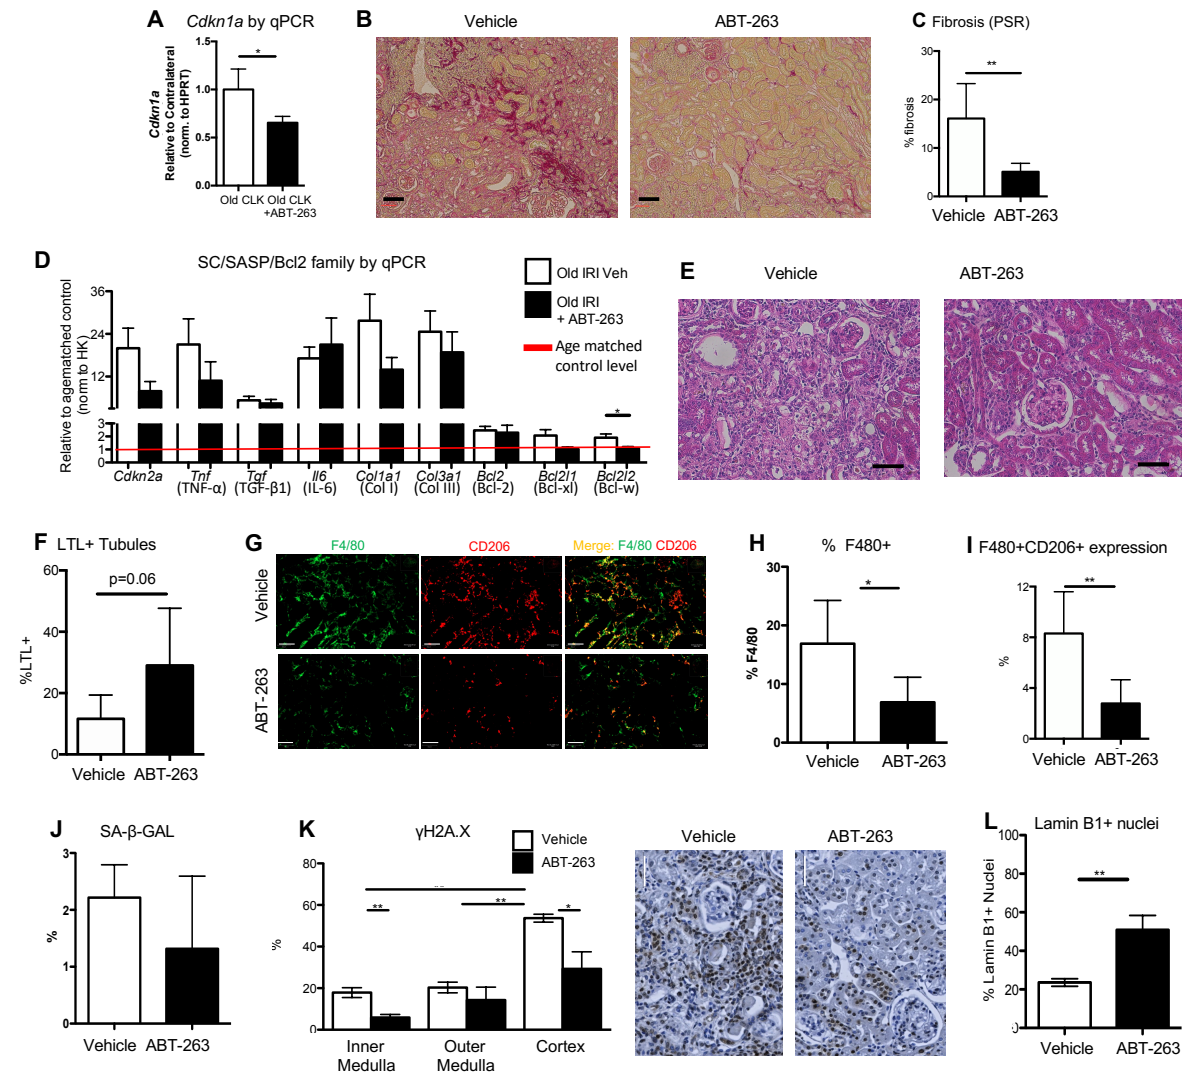 A
Cdkn1a by qPCR
Cdkn1a
Relative to Contralateral
(norm. to HPRT)
1.5
1.0
0.5
0.0
*
Old CLK
Old CLK
+ABT-263
B
Vehicle
ABT-263
C
Fibrosis (PSR)
% fibrosis
30
20
10
0
**
Vehicle
ABT-263
D
SC/SASP/Bcl2 family by qPCR
Relative to agematched control
(norm to HK)
36
24
12
3
2
1
0
*
Cdkn2a
Tnf
(TNF-α)
Tgf
(TGF-β1)
Il6
(IL-6)
Col1a1
(Col I)
Col3a1
(Col III)
Bcl2
(Bcl-2)
Bcl2l1
(Bcl-xl)
Bcl2l2
(Bcl-w)
Old IRI Veh
Old IRI
+ ABT-263
Age matched
control level
E
Vehicle
ABT-263
F
LTL+ Tubules
%LTL+
60
40
20
0
p=0.06
Vehicle
ABT-263
G
F4/80
CD206
Merge: F4/80 CD206
Vehicle
ABT-263
H
% F480+
% F4/80
30
20
10
0
*
Vehicle
ABT-263
I
F480+CD206+ expression
%
12
8
4
0
**
Vehicle
ABT-263
J
SA-β-GAL
%
3
2
1
0
Vehicle
ABT-263
K
γH2A.X
Vehicle
ABT-263
%
80
60
40
20
0
**
**
*
Inner
Medulla
Outer
Medulla
Cortex
Vehicle
ABT-263
L
Lamin B1+ nuclei
% Lamin B1+ Nuclei
100
80
60
40
20
**
Vehicle
ABT-263